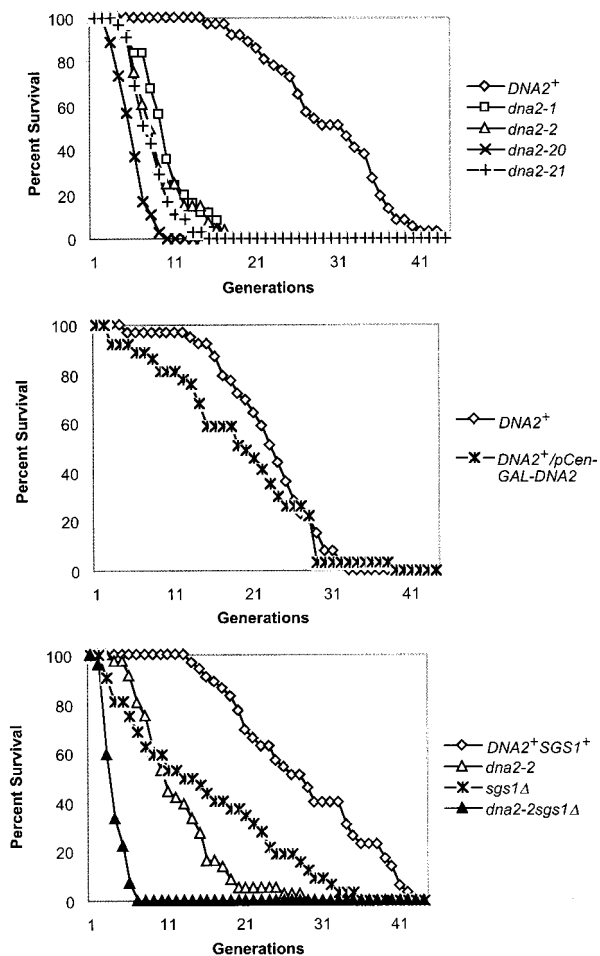 100
80
60
40
20
0
Percent Survival
1 11 21 31 41
Generations
DNA2+
dna2-1
dna2-2
dna2-20
dna2-21
100
80
60
40
20
0
Percent Survival
1 11 21 31 41
Generations
DNA2+
DNA2+/pCen-
GAL-DNA2
100
80
60
40
20
0
Percent Survival
1 11 21 31 41
Generations
DNA2+SGS1+
dna2-2
sgs1Δ
dna2-2sgs1Δ